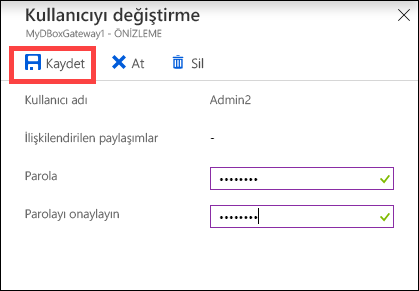 Kullanıcıyı değiştirme
MyDBoxGateway1 - ÖNİZLEME
Kaydet At Sil
Kullanıcı adı Admin2
İlişkilendirilen paylaşımlar -
Parola ••••••••
Parolayı onaylayın ••••••••